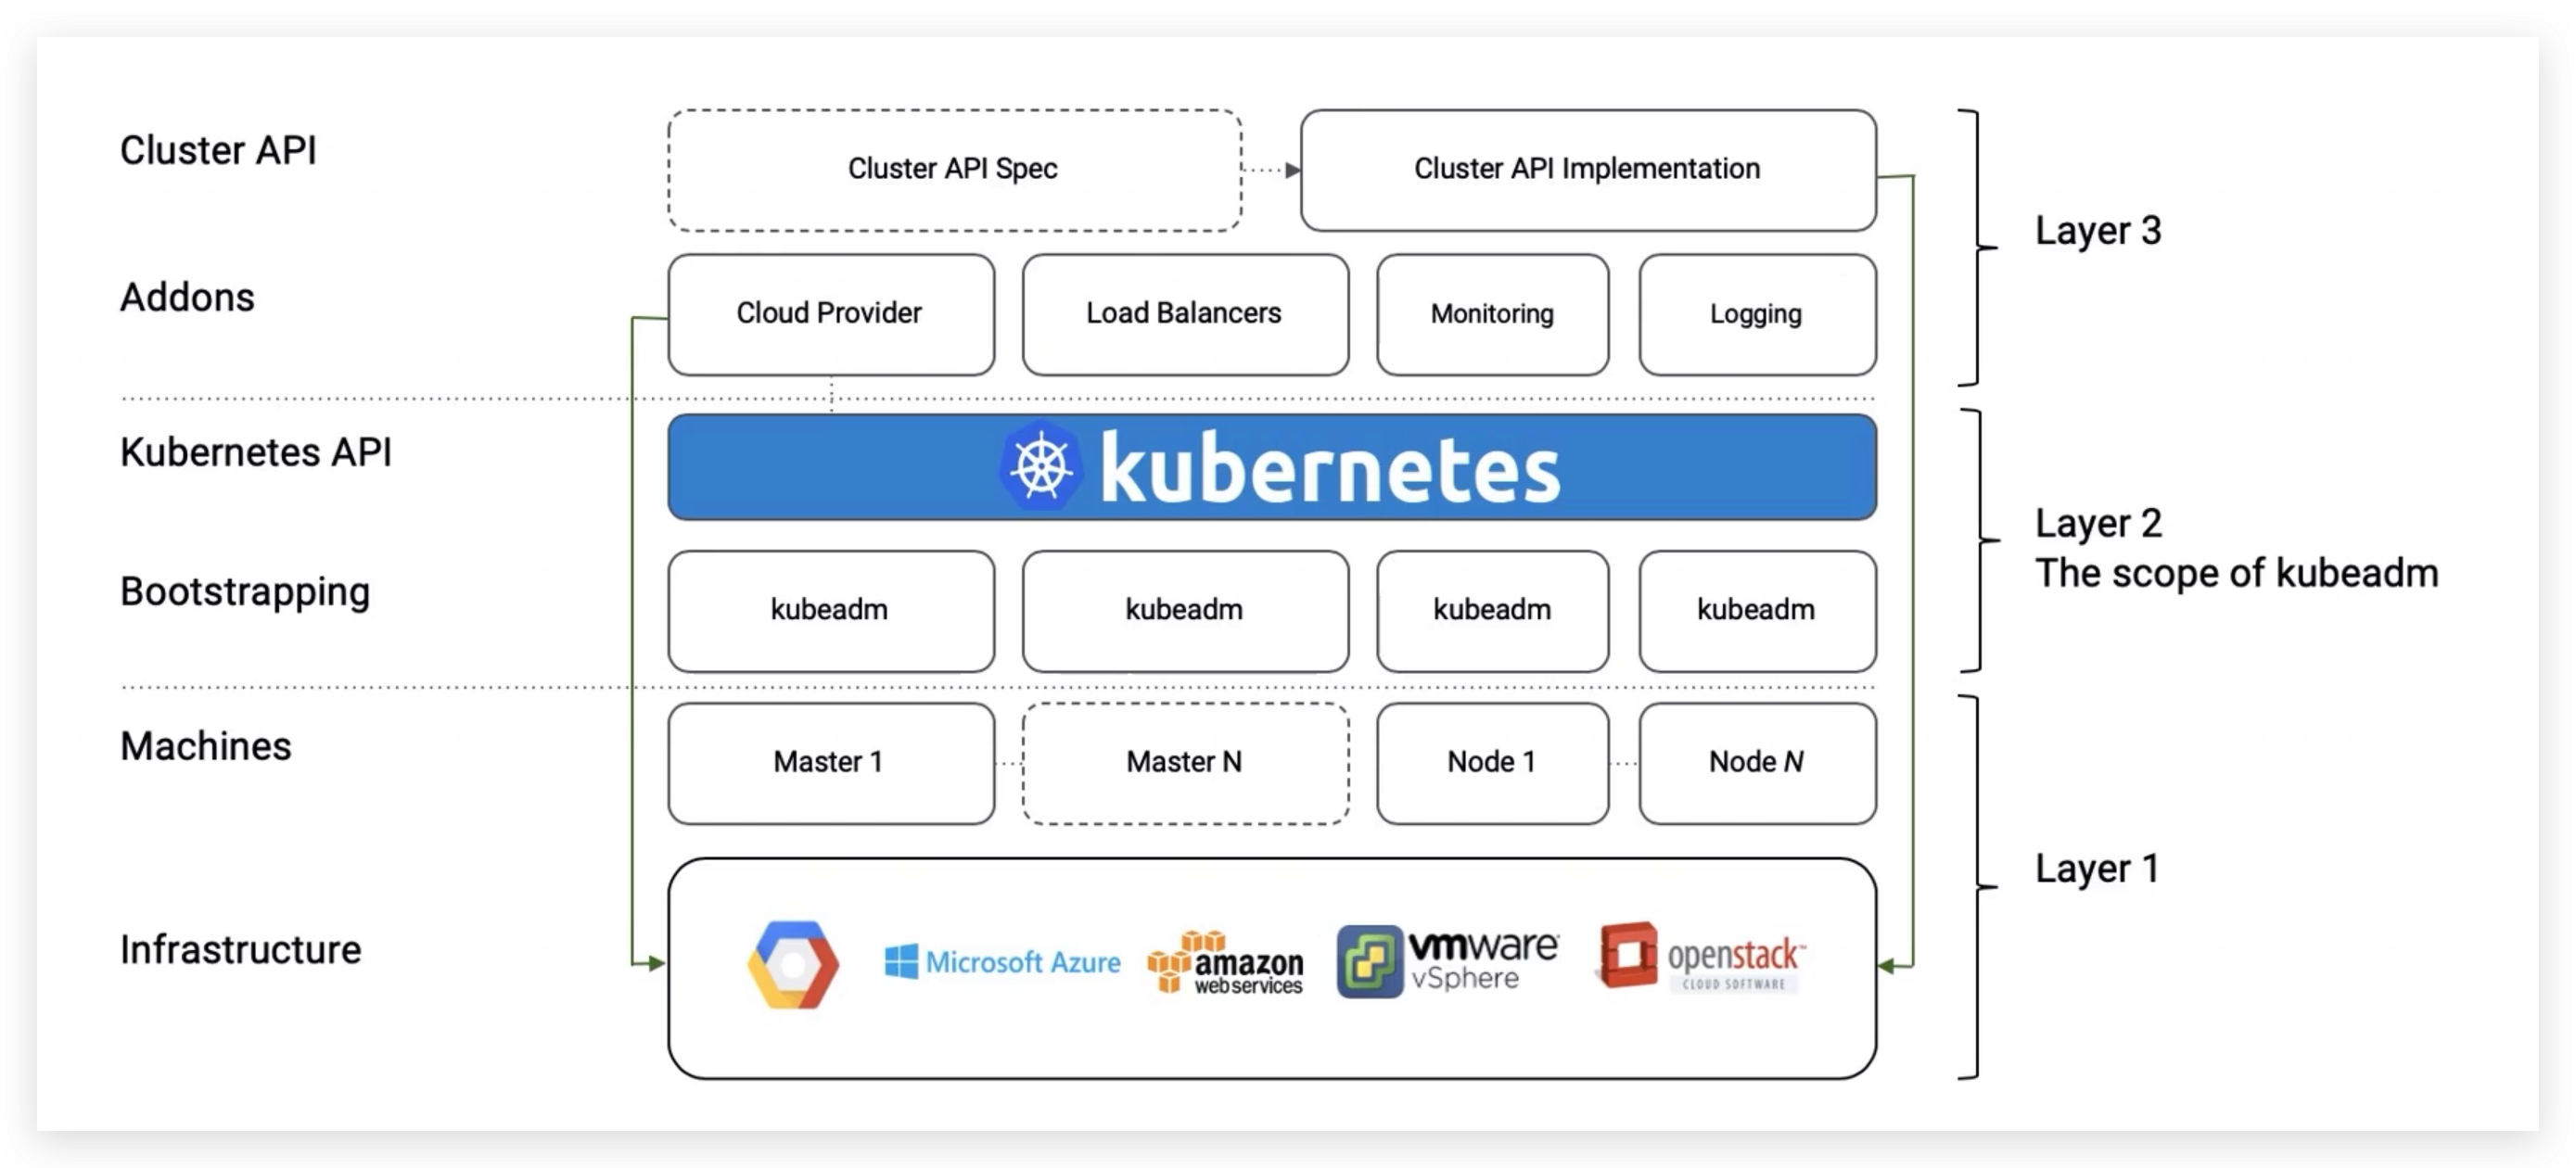 Cluster API
Cluster API Spec
Cluster API Implementation
Layer 3
Addons
Cloud Provider
Load Balancers
Monitoring
Logging
Kubernetes API
kubernetes
Layer 2
The scope of kubeadm
Bootstrapping
kubeadm
kubeadm
kubeadm
kubeadm
Machines
Master 1
Master N
Node 1
Node N
Layer 1
Infrastructure
Microsoft Azure
amazon
web services
vmware
vSphere
openstack™
CLOUD SOFTWARE